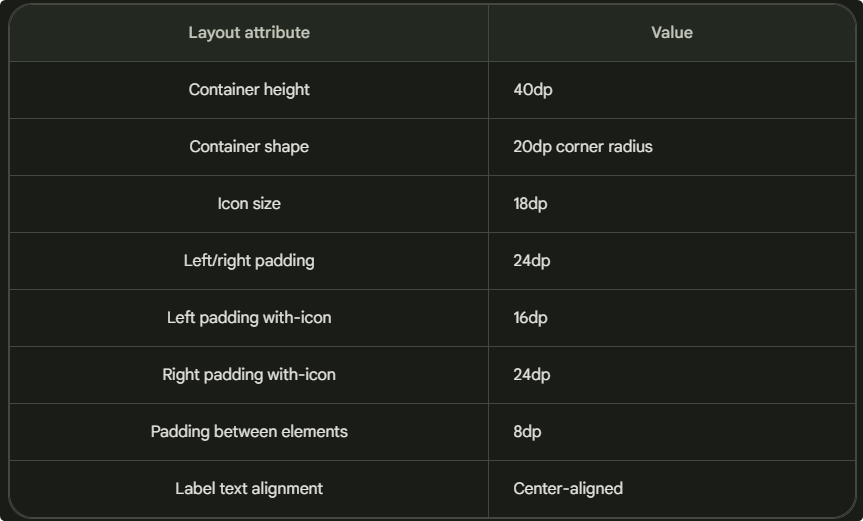 Layout attribute Value
Container height 40dp
Container shape 20dp corner radius
Icon size 18dp
Left/right padding 24dp
Left padding with-icon 16dp
Right padding with-icon 24dp
Padding between elements 8dp
Label text alignment Center-aligned